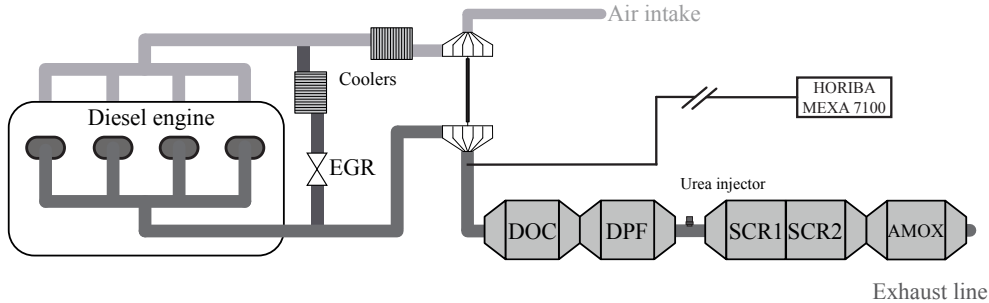 Air intake
Coolers
HORIBA
MEXA 7100
Diesel engine
EGR
Urea injector
DOC
DPF
SCR1
SCR2
AMOX
Exhaust line